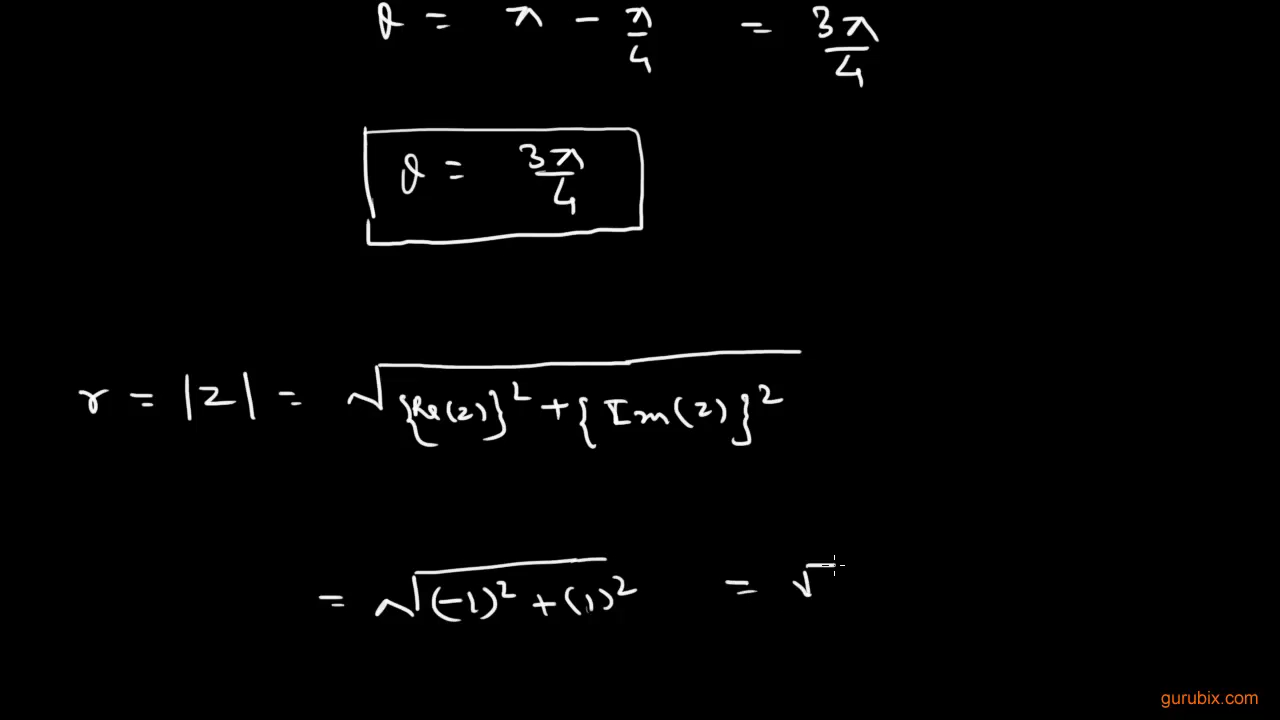 θ = π - π/4 = 3π/4
θ = 3π/4
r = |z| = √{Re(z)}² + {Im(z)}²
= √(-1)² + (1)² = √
gurubix.com